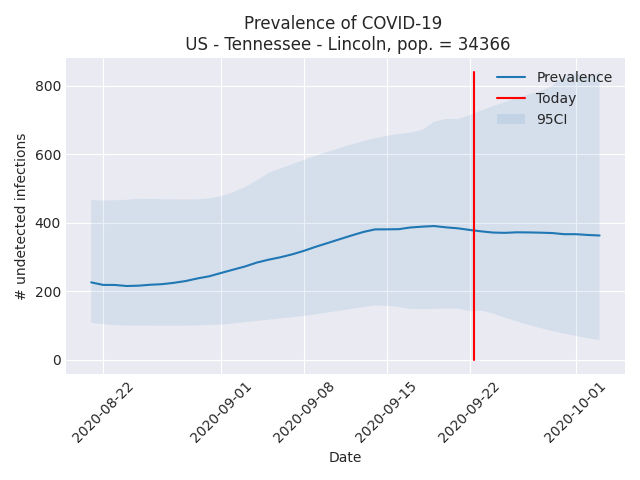 Prevalence of COVID-19
US - Tennessee - Lincoln, pop. = 34366
# undetected infections
800
600
400
200
0
Prevalence
Today
95CI
2020-08-22
2020-09-01
2020-09-08
2020-09-15
2020-09-22
2020-10-01
Date